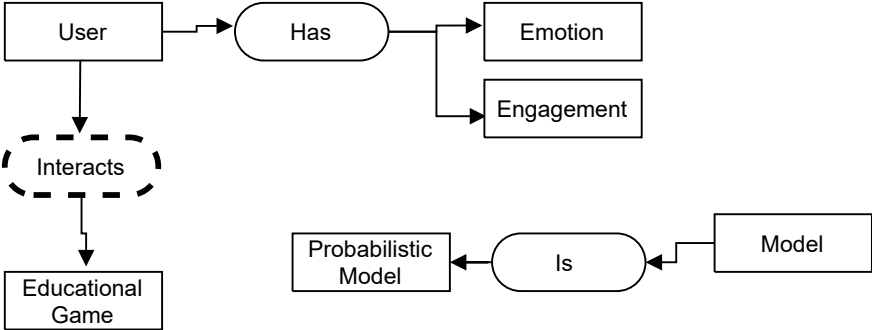 User
Has
Emotion
Engagement
Interacts
Probabilistic
Model
Is
Model
Educational
Game